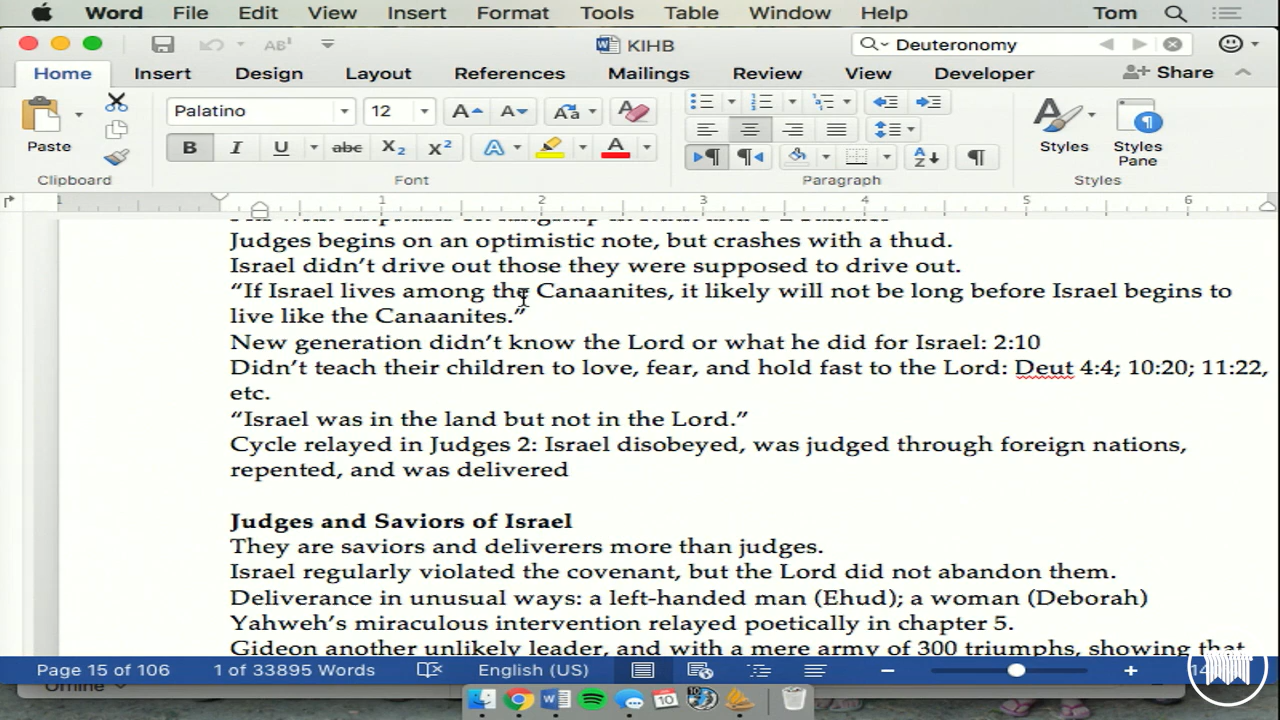 Word File Edit View Insert Format Tools Table Window Help Tom
KIHB Deuteronomy
Home Insert Design Layout References Mailings Review View Developer Share
Palatino 12
Paste
Styles Styles Pane
Clipboard Font Paragraph Styles
1 1 2 3 4 5 6
Judges begins on an optimistic note, but crashes with a thud.
Israel didn’t drive out those they were supposed to drive out.
“If Israel lives among the Canaanites, it likely will not be long before Israel begins to
live like the Canaanites.”
New generation didn’t know the Lord or what he did for Israel: 2:10
Didn’t teach their children to love, fear, and hold fast to the Lord: Deut 4:4; 10:20; 11:22,
etc.
“Israel was in the land but not in the Lord.”
Cycle relayed in Judges 2: Israel disobeyed, was judged through foreign nations,
repented, and was delivered
Judges and Saviors of Israel
They are saviors and deliverers more than judges.
Israel regularly violated the covenant, but the Lord did not abandon them.
Deliverance in unusual ways: a left-handed man (Ehud); a woman (Deborah)
Yahweh’s miraculous intervention relayed poetically in chapter 5.
Gideon another unlikely leader, and with a mere army of 300 triumphs, showing that
Page 15 of 106 1 of 33895 Words English (US)
Offline